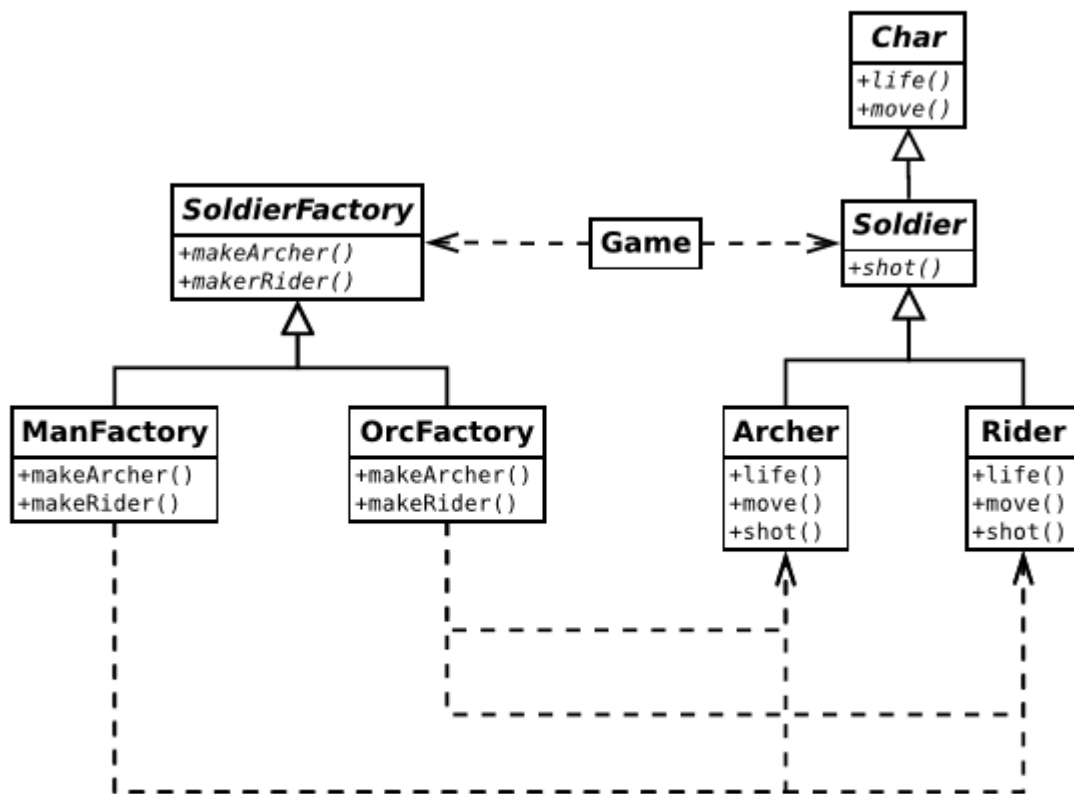 Char
+life()
+move()
SoldierFactory
+makeArcher()
+makerRider()
Game
Soldier
+shot()
ManFactory
+makeArcher()
+makeRider()
OrcFactory
+makeArcher()
+makeRider()
Archer
+life()
+move()
+shot()
Rider
+life()
+move()
+shot()